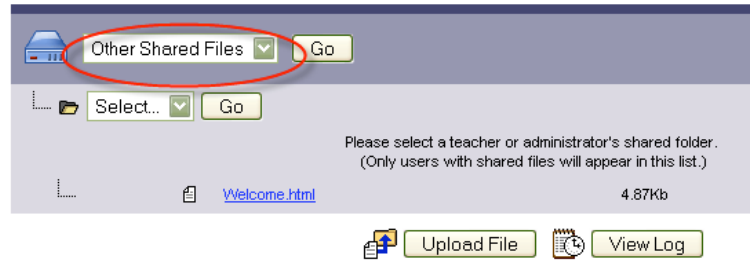 Other Shared Files Go
Select... Go
Please select a teacher or administrator's shared folder.
(Only users with shared files will appear in this list.)
Welcome.html 4.87Kb
Upload File View Log